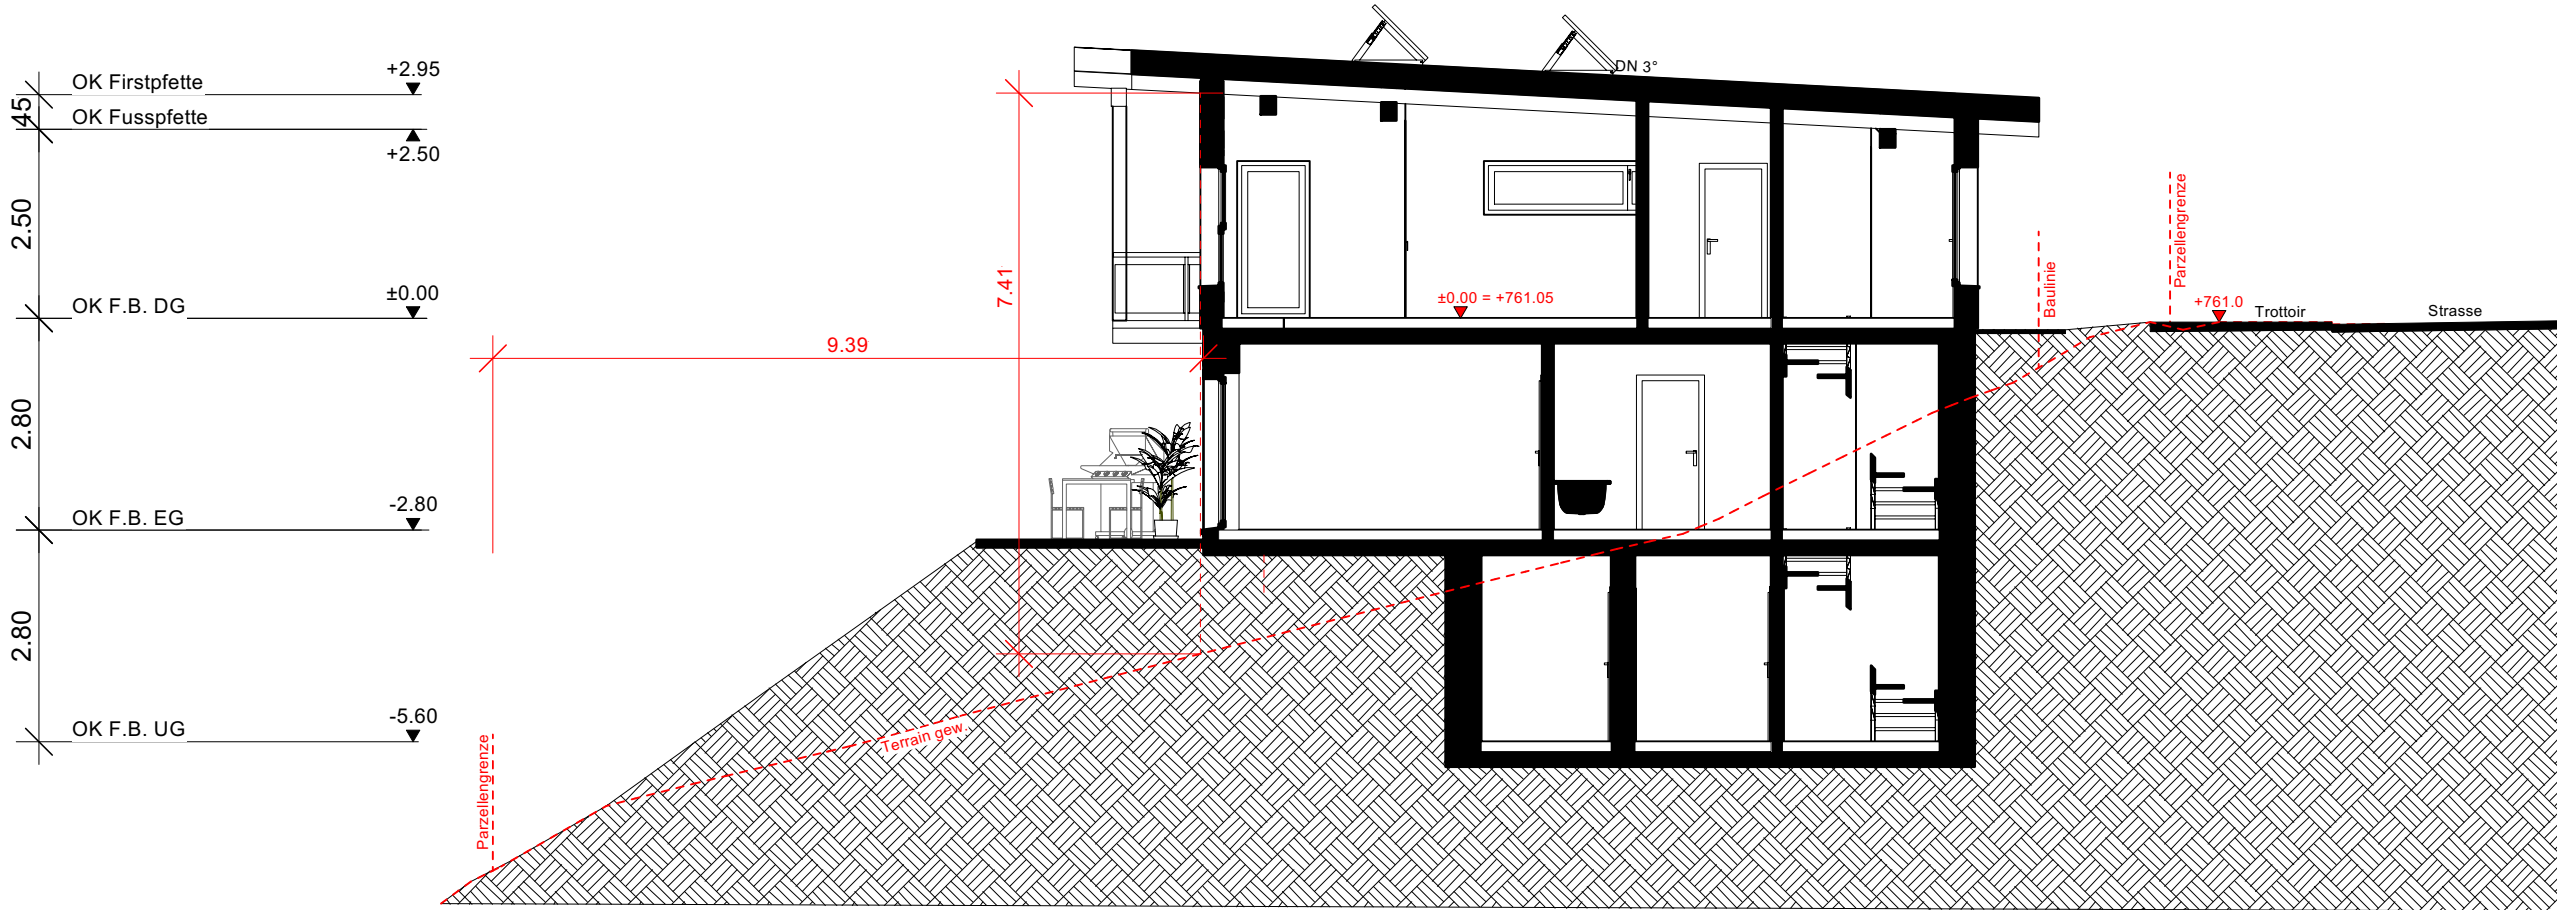 OK Firstpfette
+2.95
45
OK Fusspfette
+2.50
2.50
OK F.B. DG
±0.00
2.80
OK F.B. EG
-2.80
2.80
OK F.B. UG
-5.60
9.39
7.41
DN 3°
±0.00 = +761.05
Baulinie
Parzellengrenze
+761.0
Trottoir
Strasse
Terrain gew.
Parzellengrenze